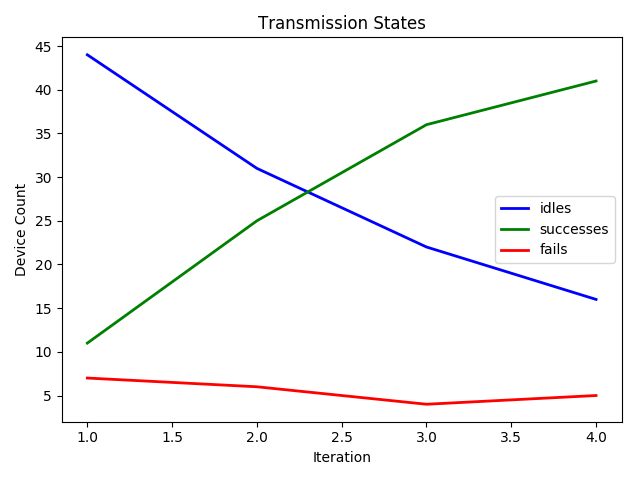 Transmission States
45
40
35
30
25
20
15
10
5
Device Count
idles
successes
fails
1.0 1.5 2.0 2.5 3.0 3.5 4.0
Iteration